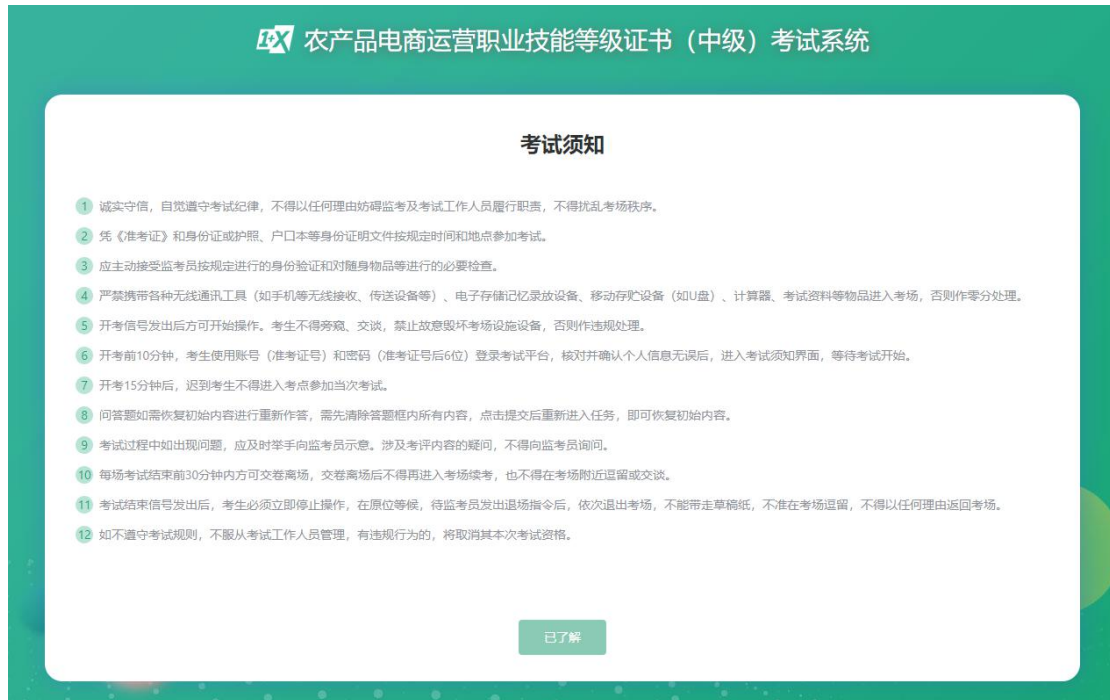 1+X 农产品电商运营职业技能等级证书（中级）考试系统
考试须知
1 诚实守信，自觉遵守考试纪律，不得以任何理由妨碍监考及考试工作人员履行职责，不得扰乱考场秩序。
2 凭《准考证》和身份证或护照、户口本等身份证明文件按规定时间和地点参加考试。
3 应主动接受监考员按规定进行的身份验证和对随身物品等进行的必要检查。
4 严禁携带各种无线通讯工具（如手机等无线接收、传送设备等）、电子存储记忆录放设备、移动存贮设备（如U盘）、计算器、考试资料等物品进入考场，否则作零分处理。
5 开考信号发出后方可开始操作。考生不得旁窥、交谈，禁止故意毁坏考场设施设备，否则作违规处理。
6 开考前10分钟，考生使用账号（准考证号）和密码（准考证号后6位）登录考试平台，核对并确认个人信息无误后，进入考试须知界面，等待考试开始。
7 开考15分钟后，迟到考生不得进入考点参加当次考试。
8 问答题如需恢复初始内容进行重新作答，需先清除答题框内所有内容，点击提交后重新进入任务，即可恢复初始内容。
9 考试过程中如出现问题，应及时举手向监考员示意。涉及考评内容的疑问，不得向监考员询问。
10 每场考试结束前30分钟内方可交卷离场，交卷离场后不得再进入考场续考，也不得在考场附近逗留或交谈。
11 考试结束信号发出后，考生必须立即停止操作，在原位等候，待监考员发出退场指令后，依次退出考场，不能带走草稿纸，不准在考场逗留，不得以任何理由返回考场。
12 如不遵守考试规则，不服从考试工作人员管理，有违规行为的，将取消其本次考试资格。
已了解